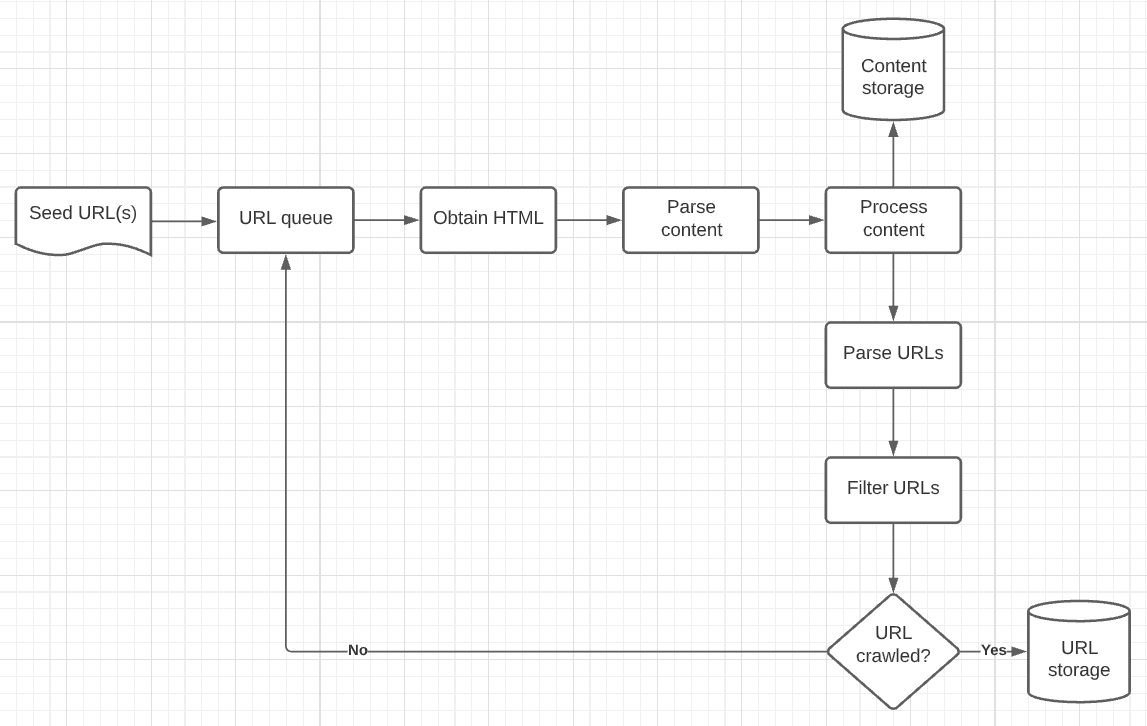 Content
storage
Seed URL(s)
URL queue
Obtain HTML
Parse
content
Process
content
Parse URLs
Filter URLs
URL
crawled?
No
Yes
URL
storage